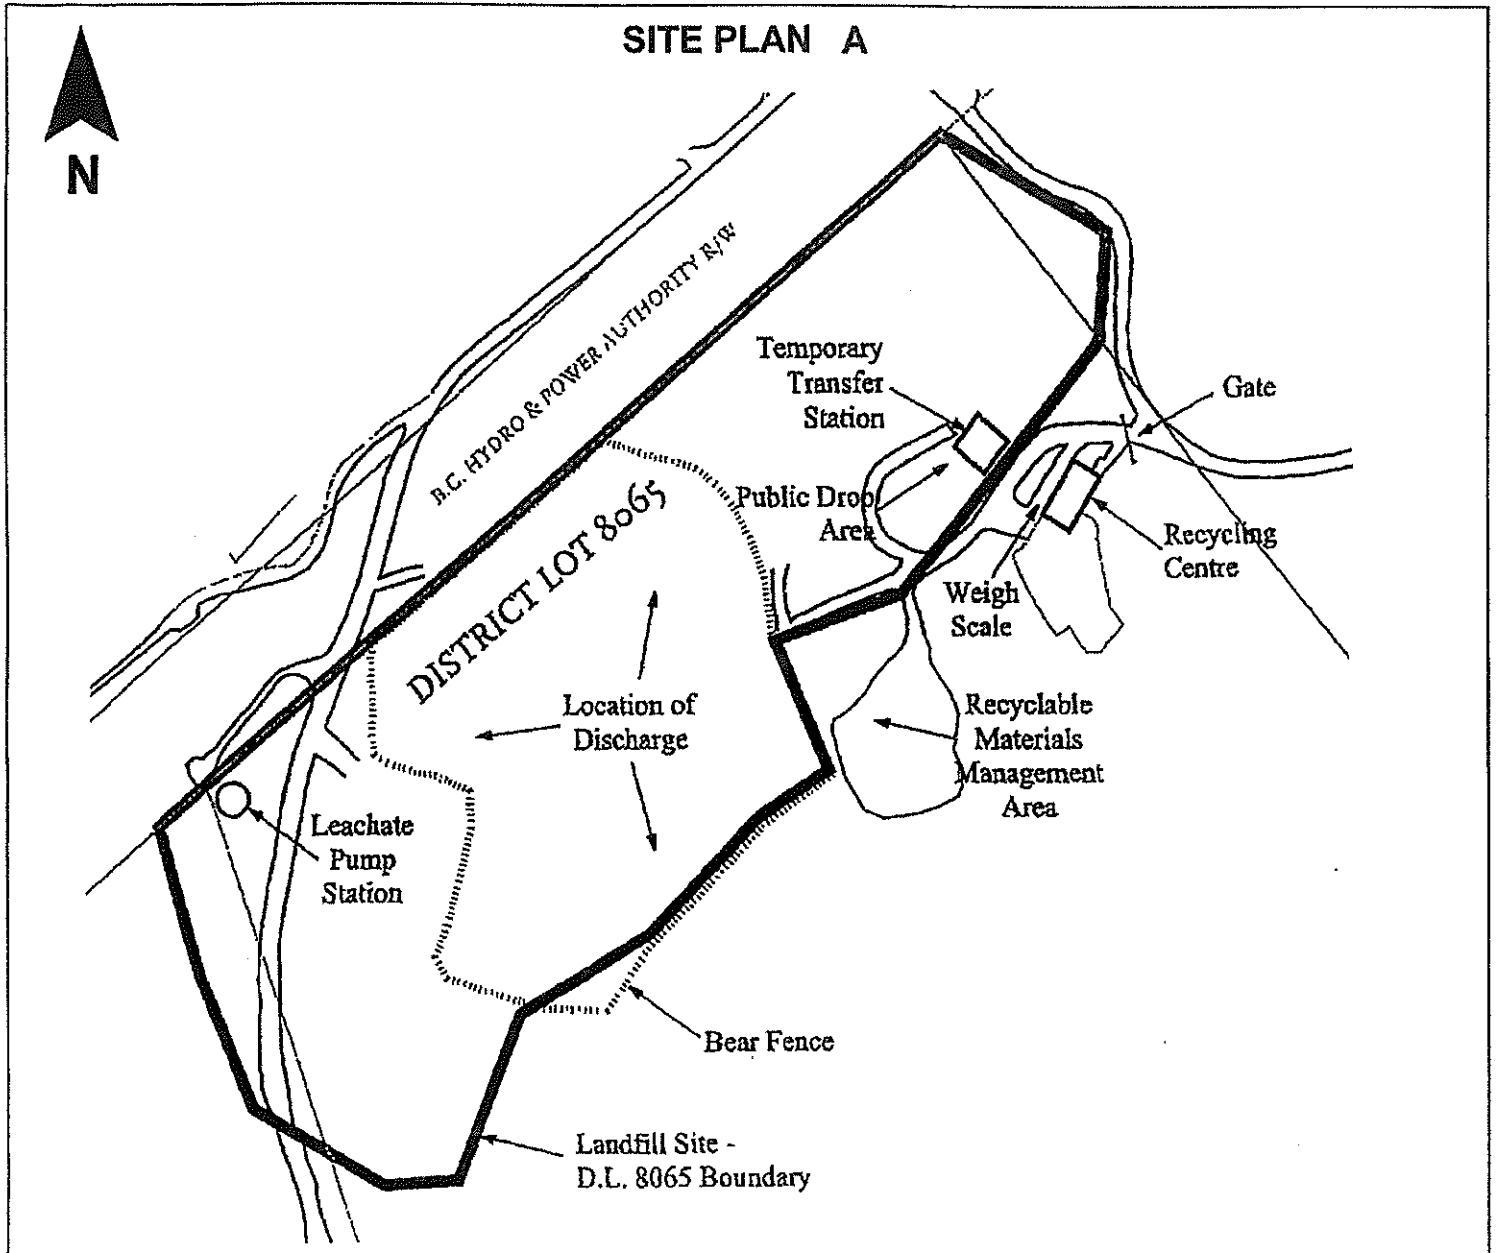 SITE PLAN A
N
B.C. HYDRO & POWER AUTHORITY R/W
Temporary
Transfer
Station
Gate
Public Drop
Area
DISTRICT LOT 8065
Recycling
Centre
Weigh
Scale
Location of
Discharge
Recyclable
Materials
Management
Area
Leachate
Pump
Station
Bear Fence
Landfill Site -
D.L. 8065 Boundary